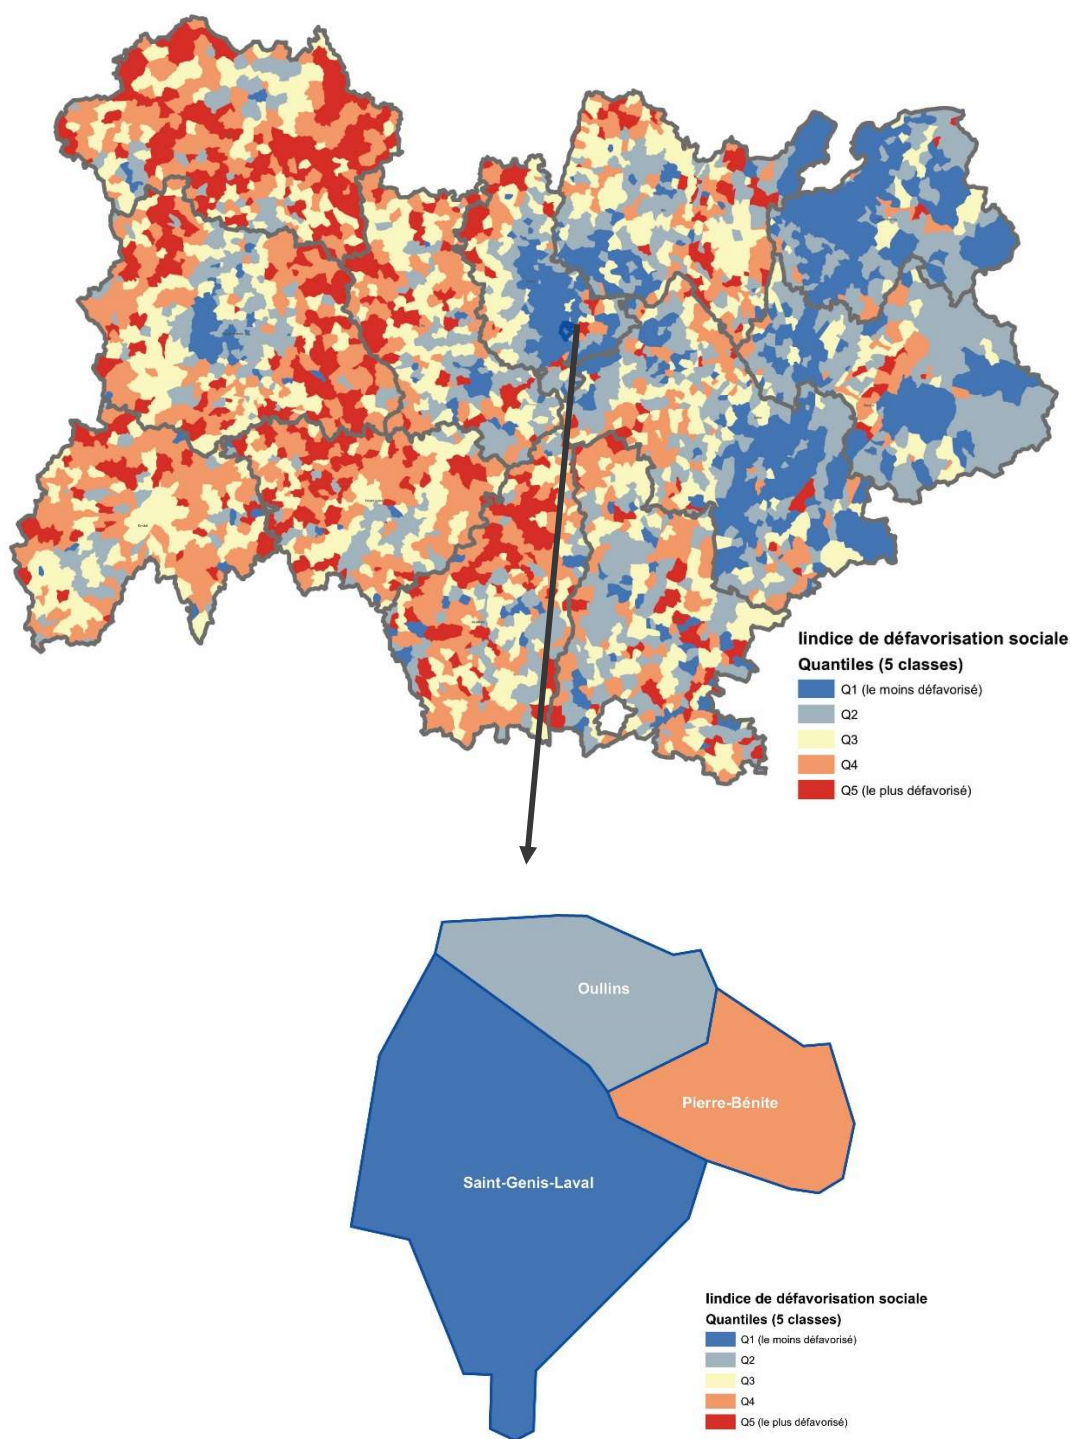 Iindice de défavorisation sociale
Quantiles (5 classes)
Q1 (le moins défavorisé)
Q2
Q3
Q4
Q5 (le plus défavorisé)
Oullins
Pierre-Bénite
Saint-Genis-Laval
Iindice de défavorisation sociale
Quantiles (5 classes)
Q1 (le moins défavorisé)
Q2
Q3
Q4
Q5 (le plus défavorisé)